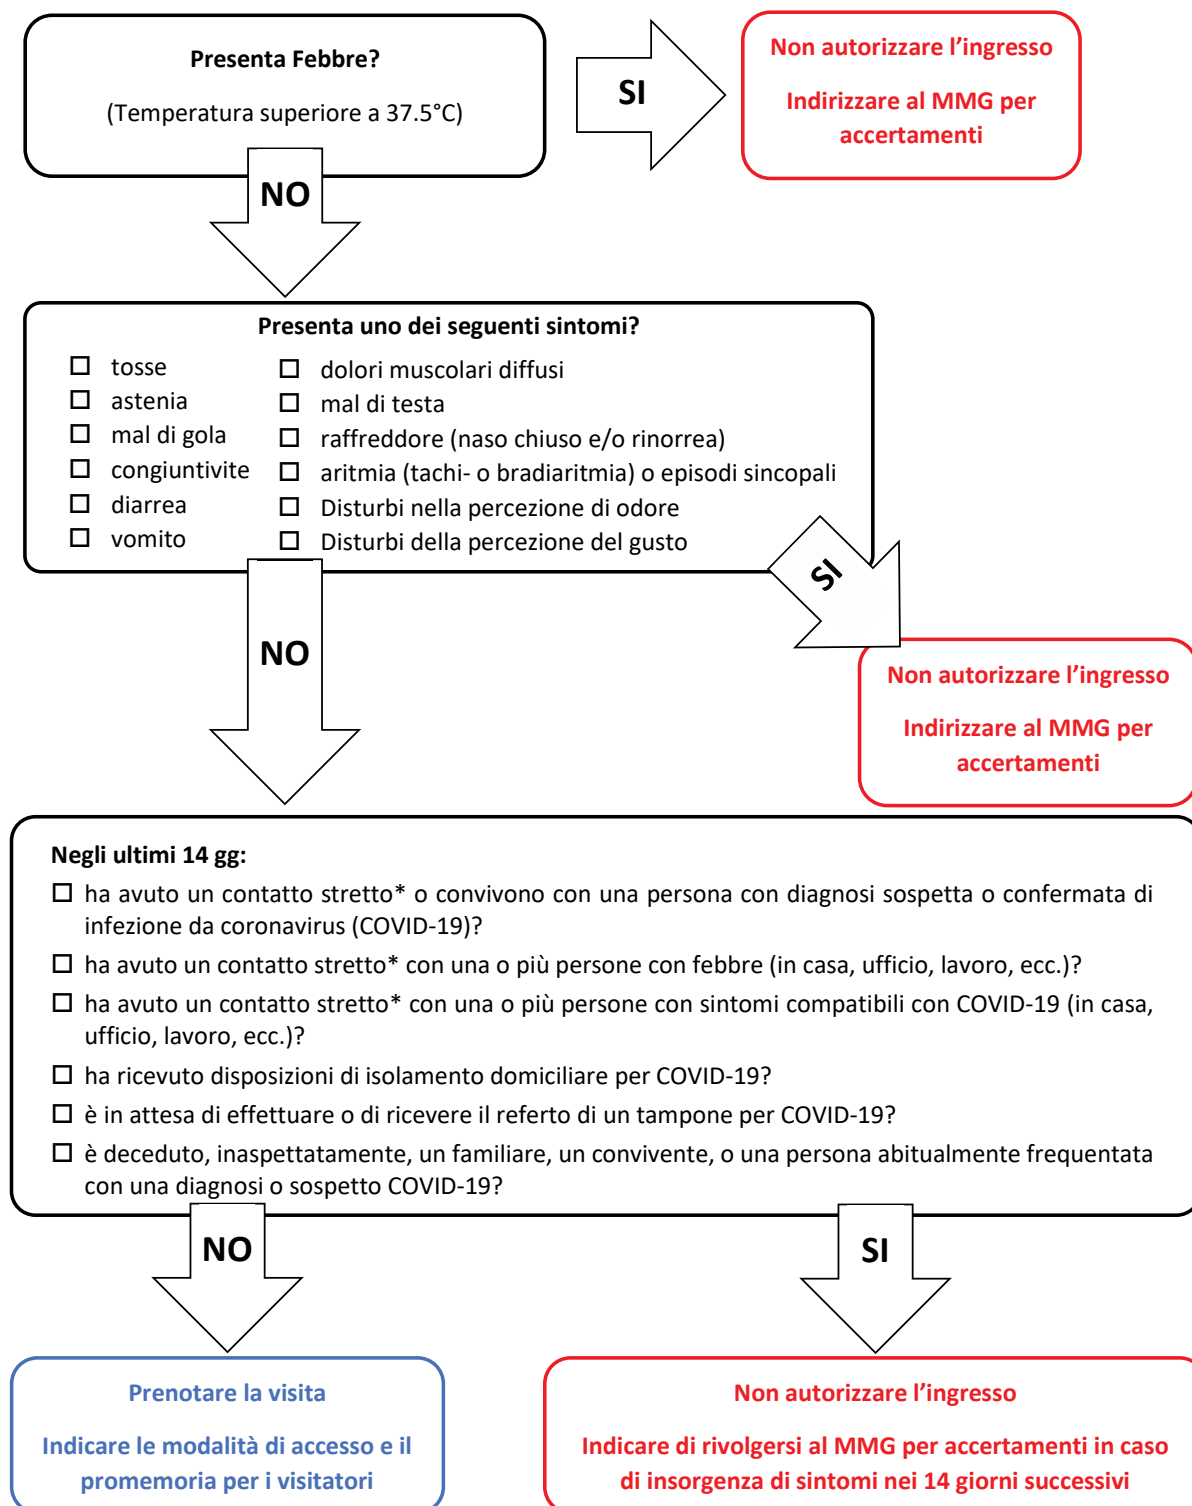 Presenta Febbre?
(Temperatura superiore a 37.5°C)
SI
Non autorizzare l'ingresso
Indirizzare al MMG per
accertamenti
NO
Presenta uno dei seguenti sintomi?
tosse
astenia
mal di gola
congiuntivite
diarrea
vomito
dolori muscolari diffusi
mal di testa
raffreddore (naso chiuso e/o rinorrea)
aritmia (tachi- o bradiaritmia) o episodi sincopali
Disturbi nella percezione di odore
Disturbi della percezione del gusto
SI
Non autorizzare l'ingresso
Indirizzare al MMG per
accertamenti
NO
Negli ultimi 14 gg:
ha avuto un contatto stretto* o convivono con una persona con diagnosi sospetta o confermata di
infezione da coronavirus (COVID-19)?
ha avuto un contatto stretto* con una o più persone con febbre (in casa, ufficio, lavoro, ecc.)?
ha avuto un contatto stretto* con una o più persone con sintomi compatibili con COVID-19 (in casa,
ufficio, lavoro, ecc.)?
ha ricevuto disposizioni di isolamento domiciliare per COVID-19?
è in attesa di effettuare o di ricevere il referto di un tampone per COVID-19?
è deceduto, inaspettatamente, un familiare, un convivente, o una persona abitualmente frequentata
con una diagnosi o sospetto COVID-19?
NO
SI
Prenotare la visita
Indicare le modalità di accesso e il
promemoria per i visitatori
Non autorizzare l'ingresso
Indicare di rivolgersi al MMG per accertamenti in caso
di insorgenza di sintomi nei 14 giorni successivi